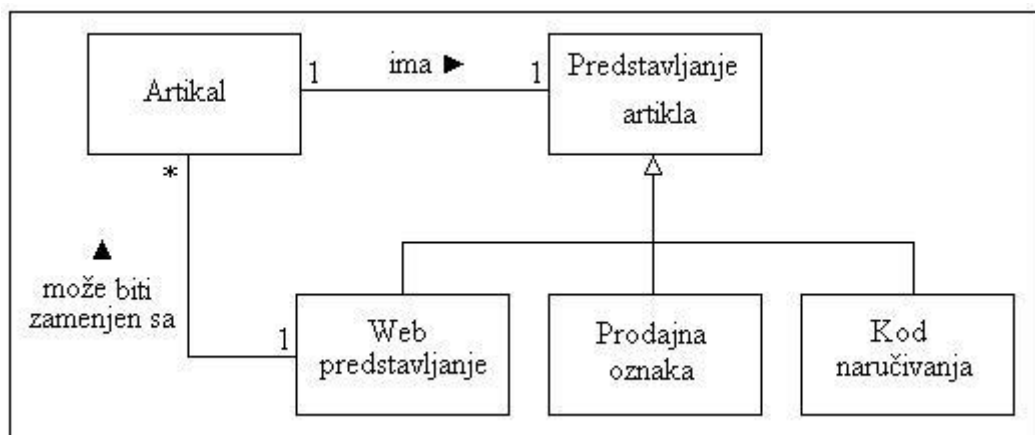 Artikal
1
ima ►
1
Predstavljanje
artikla
*
▲
može biti
zamenjen sa
1
Web
predstavljanje
Prodajna
oznaka
Kod
naručivanja